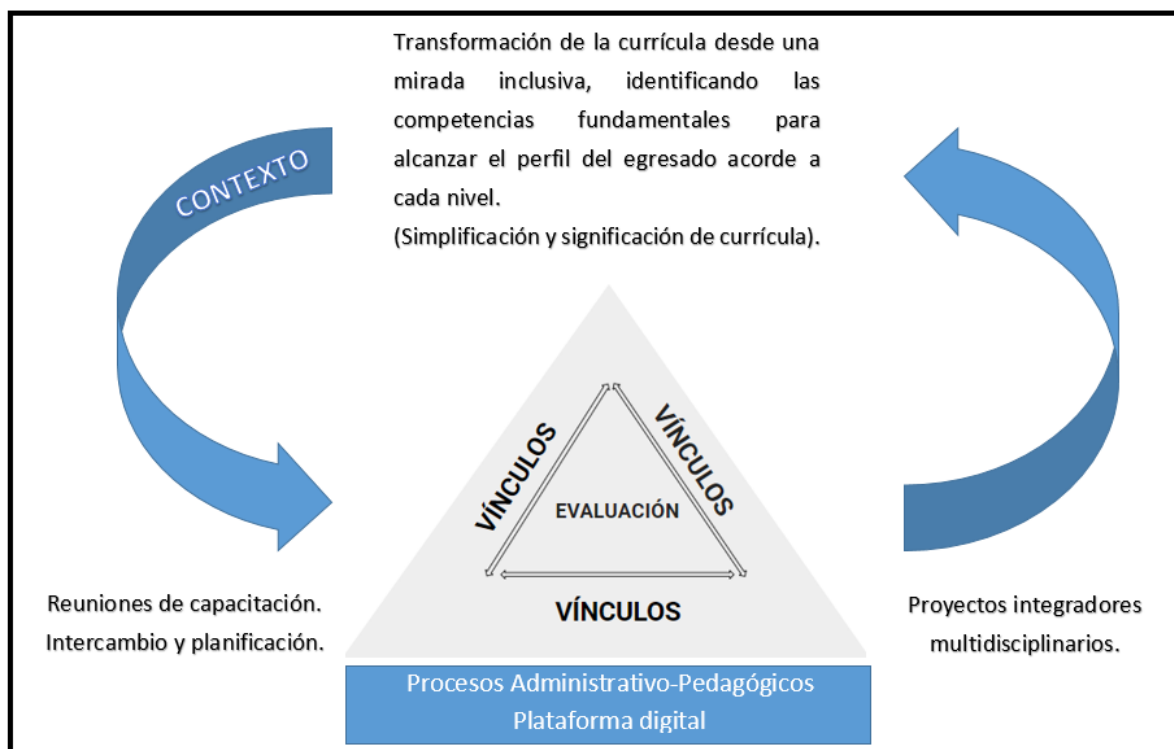 Transformación de la currícula desde una
mirada inclusiva, identificando las
competencias fundamentales para
alcanzar el perfil del egresado acorde a
cada nivel.
(Simplificación y significación de currícula).
CONTEXTO
VÍNCULOS
VÍNCULOS
EVALUACIÓN
VÍNCULOS
Reuniones de capacitación.
Intercambio y planificación.
Proyectos integradores
multidisciplinarios.
Procesos Administrativo-Pedagógicos
Plataforma digital